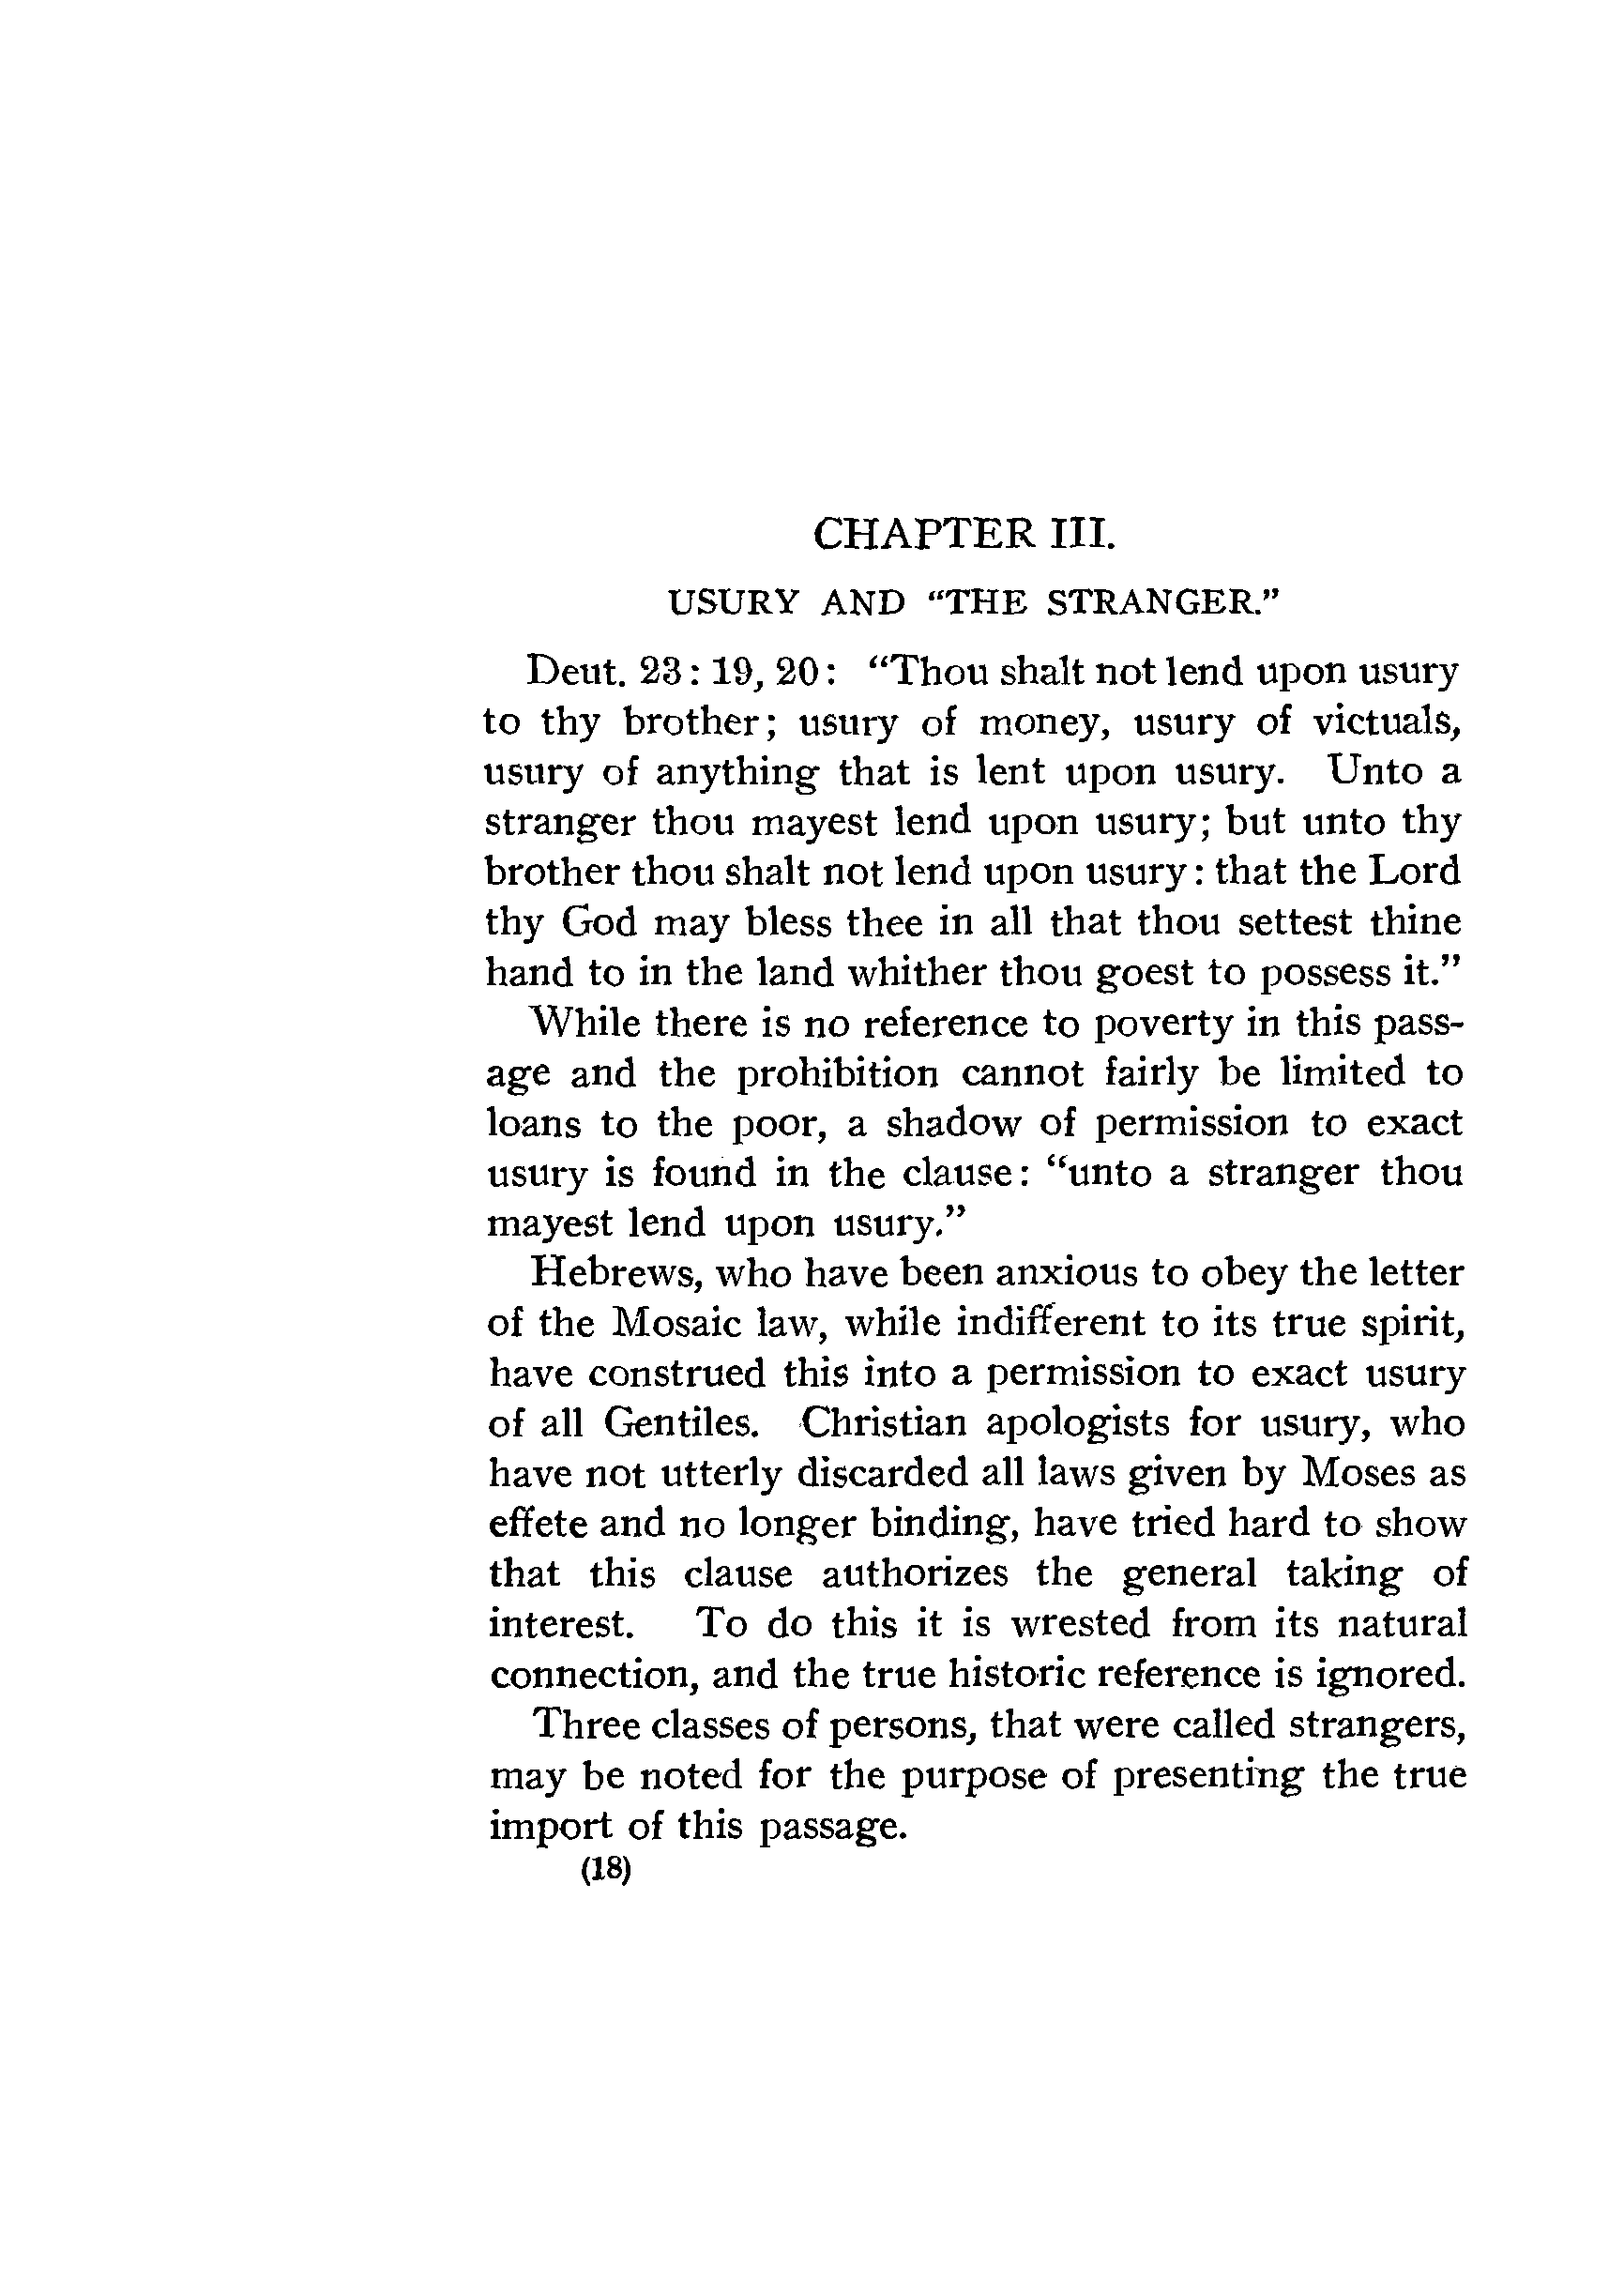 CHAPTER III.
USURY AND “THE STRANGER.”
Deut. 23: 19, 20: “Thou shalt not lend upon usury
to thy brother; usury of money, usury of victuals,
usury of anything that is lent upon usury. Unto a
stranger thou mayest lend upon usury; but unto thy
brother thou shalt not lend upon usury: that the Lord
thy God may bless thee in all that thou settest thine
hand to in the land whither thou goest to possess it.”
While there is no reference to poverty in this pass-
age and the prohibition cannot fairly be limited to
loans to the poor, a shadow of permission to exact
usury is found in the clause: “unto a stranger thou
mayest lend upon usury.”
Hebrews, who have been anxious to obey the letter
of the Mosaic law, while indifferent to its true spirit,
have construed this into a permission to exact usury
of all Gentiles. Christian apologists for usury, who
have not utterly discarded all laws given by Moses as
effete and no longer binding, have tried hard to show
that this clause authorizes the general taking of
interest. To do this it is wrested from its natural
connection, and the true historic reference is ignored.
Three classes of persons, that were called strangers,
may be noted for the purpose of presenting the true
import of this passage.
(18)